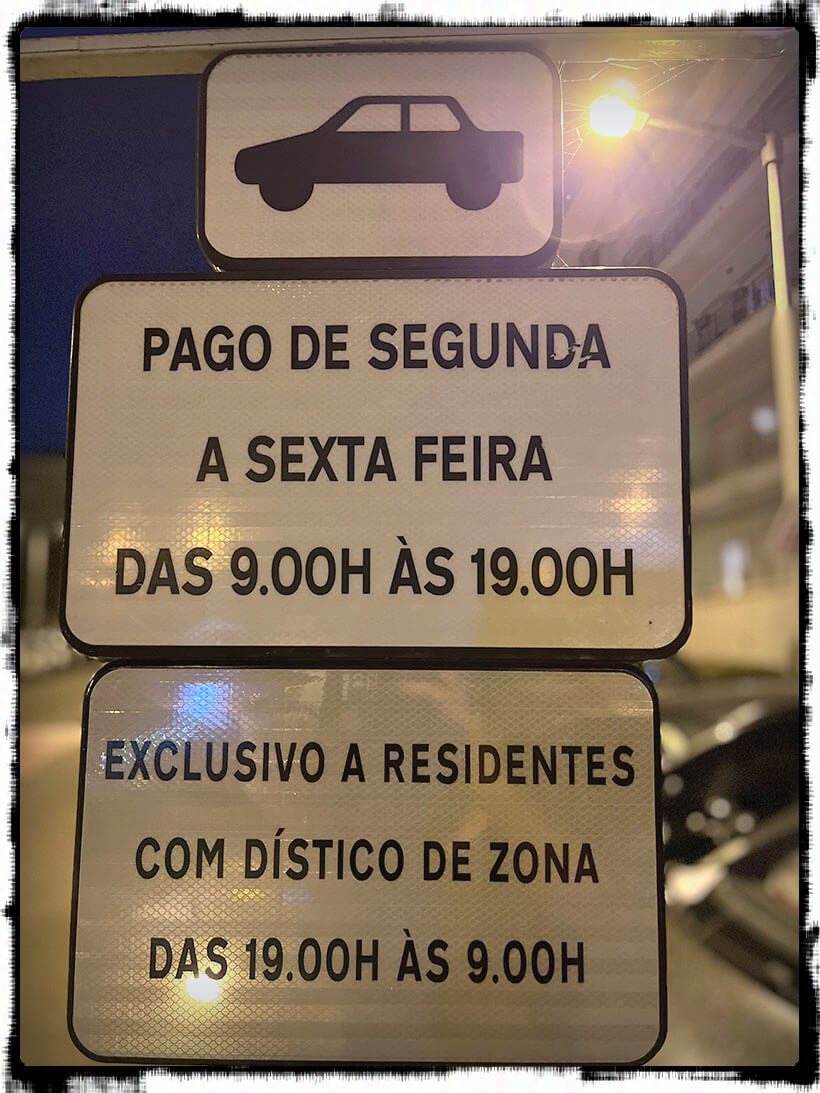 PAGO DE SEGUNDA
A SEXTA FEIRA
DAS 9.00H ÀS 19.00H
EXCLUSIVO A RESIDENTES
COM DÍSTICO DE ZONA
DAS 19.00H ÀS 9.00H